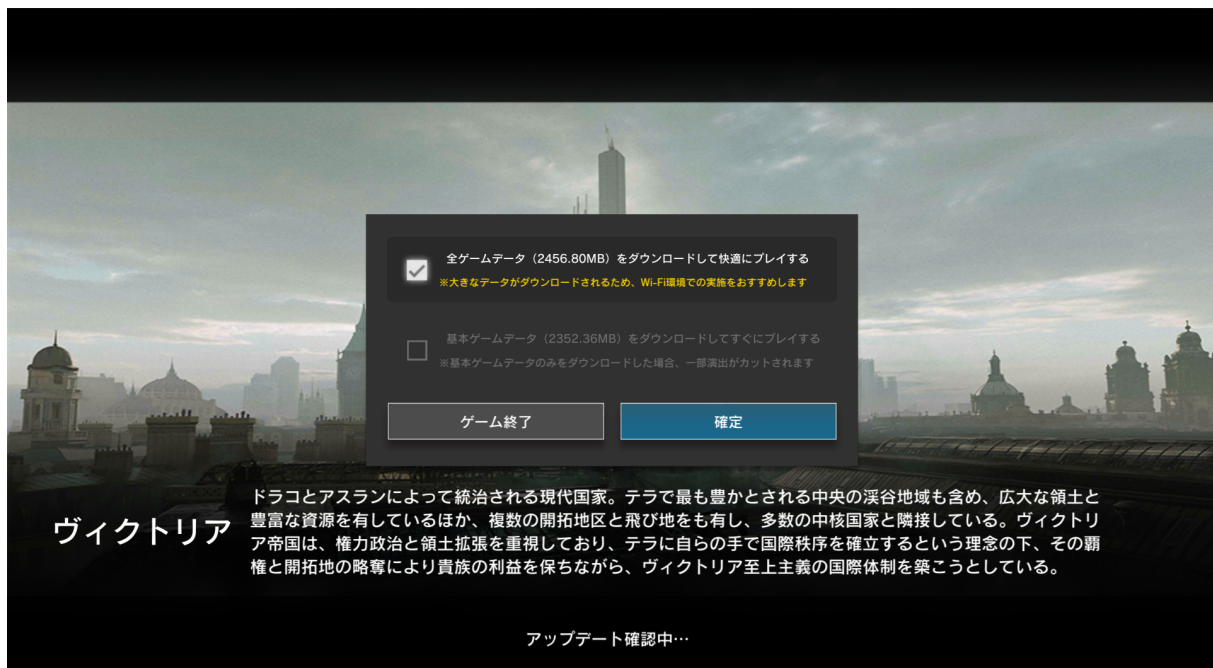 全ゲームデータ（2456.80MB）をダウンロードして快適にプレイする
※大きなデータがダウンロードされるため、Wi-Fi環境での実施をおすすめします
基本ゲームデータ（2352.36MB）をダウンロードしてすぐにプレイする
※基本ゲームデータのみをダウンロードした場合、一部演出がカットされます
ゲーム終了
確定
ヴィクトリア
ドラコとアスランによって統治される現代国家。テラで最も豊かとされる中央の渓谷地域も含め、広大な領土と
豊富な資源を有しているほか、複数の開拓地区と飛び地をも有し、多数の中核国家と隣接している。ヴィクトリ
ア帝国は、権力政治と領土拡張を重視しており、テラに自らの手で国際秩序を確立するという理念の下、その覇
権と開拓地の略奪により貴族の利益を保ちながら、ヴィクトリア至上主義の国際体制を築こうとしている。
アップデート確認中…